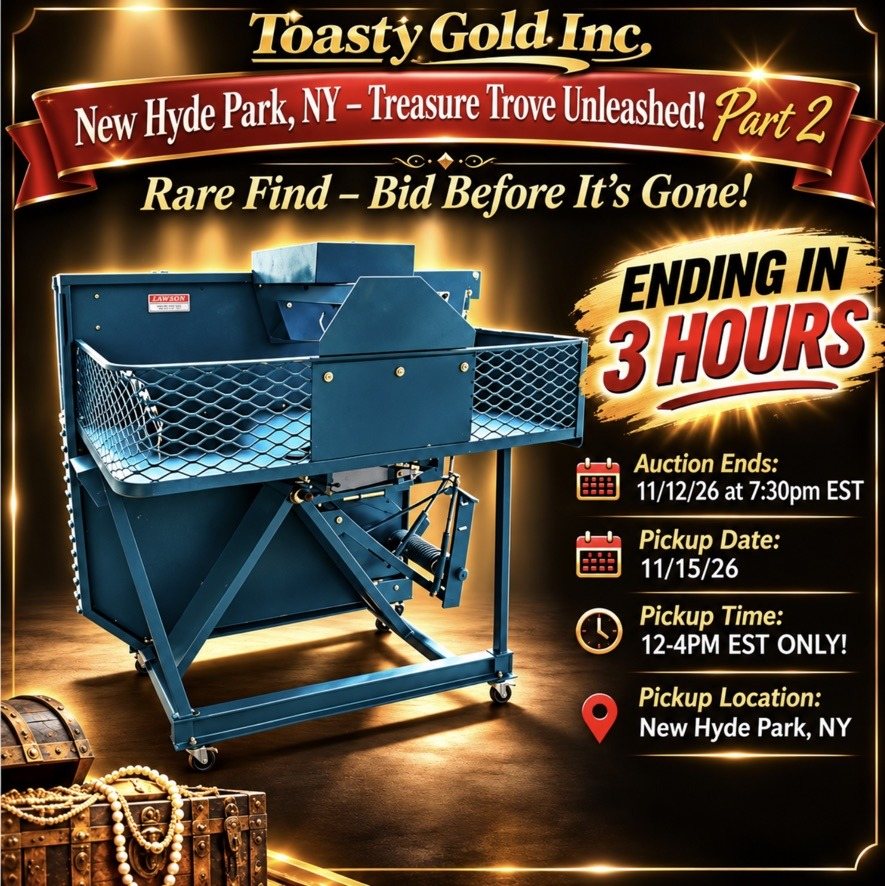 Toasty Gold Inc,
New Hyde Park, NY – Treasure Trove Unleashed! Part 2
Rare Find – Bid Before It's Gone!
LAWSON
ENDING IN
3 HOURS
Auction Ends:
11/12/26 at 7:30pm EST
Pickup Date:
11/15/26
Pickup Time:
12-4PM EST ONLY!
Pickup Location:
New Hyde Park, NY